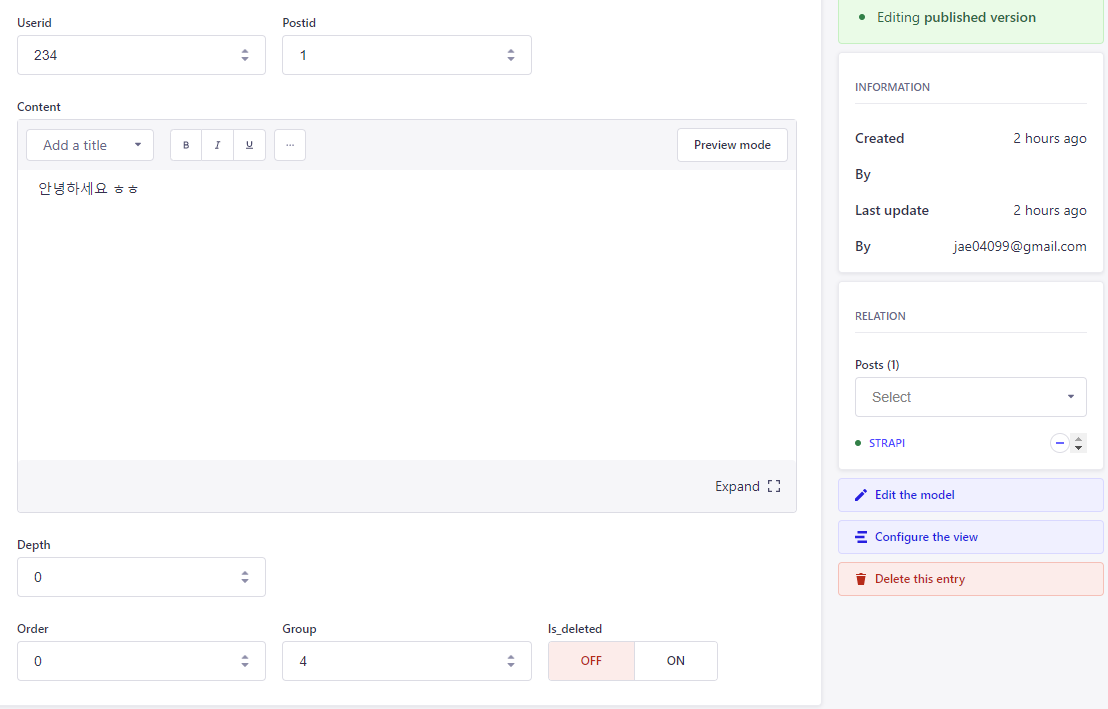 Userid
Postid
234
1
Content
Add a title
B I U ...
Preview mode
안녕하세요 ㅎㅎ
Expand
Depth
0
Order
Group
Is_deleted
0
4
OFF
ON
Editing published version
INFORMATION
Created 2 hours ago
By
Last update 2 hours ago
By jae04099@gmail.com
RELATION
Posts (1)
Select
STRAPI
Edit the model
Configure the view
Delete this entry